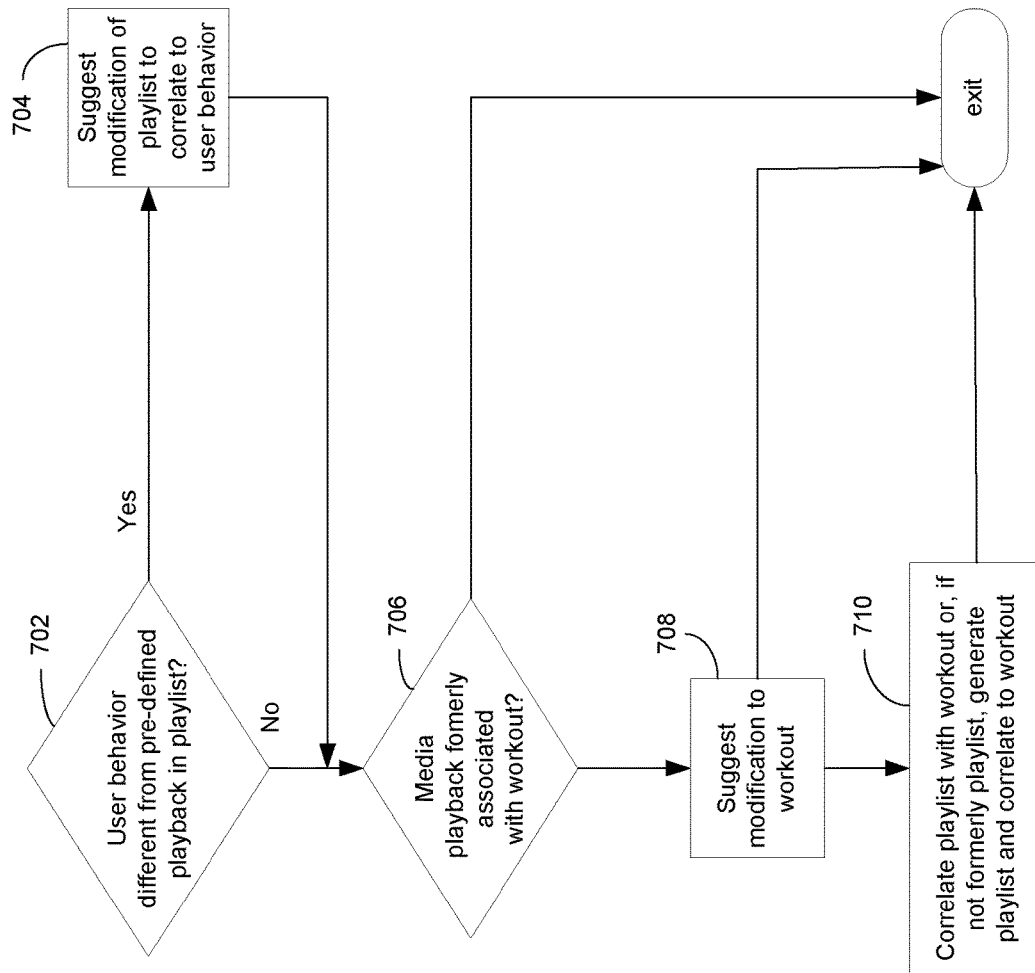 702
User behavior
different from pre-defined
playback in playlist?
Yes
704
Suggest
modification of
playlist to
correlate to
user behavior
No
706
Media
playback fomerly
associated
with workout?
708
Suggest
modification to
workout
710
Correlate playlist with workout or, if
not formerly playlist, generate
playlist and correlate to workout
exit